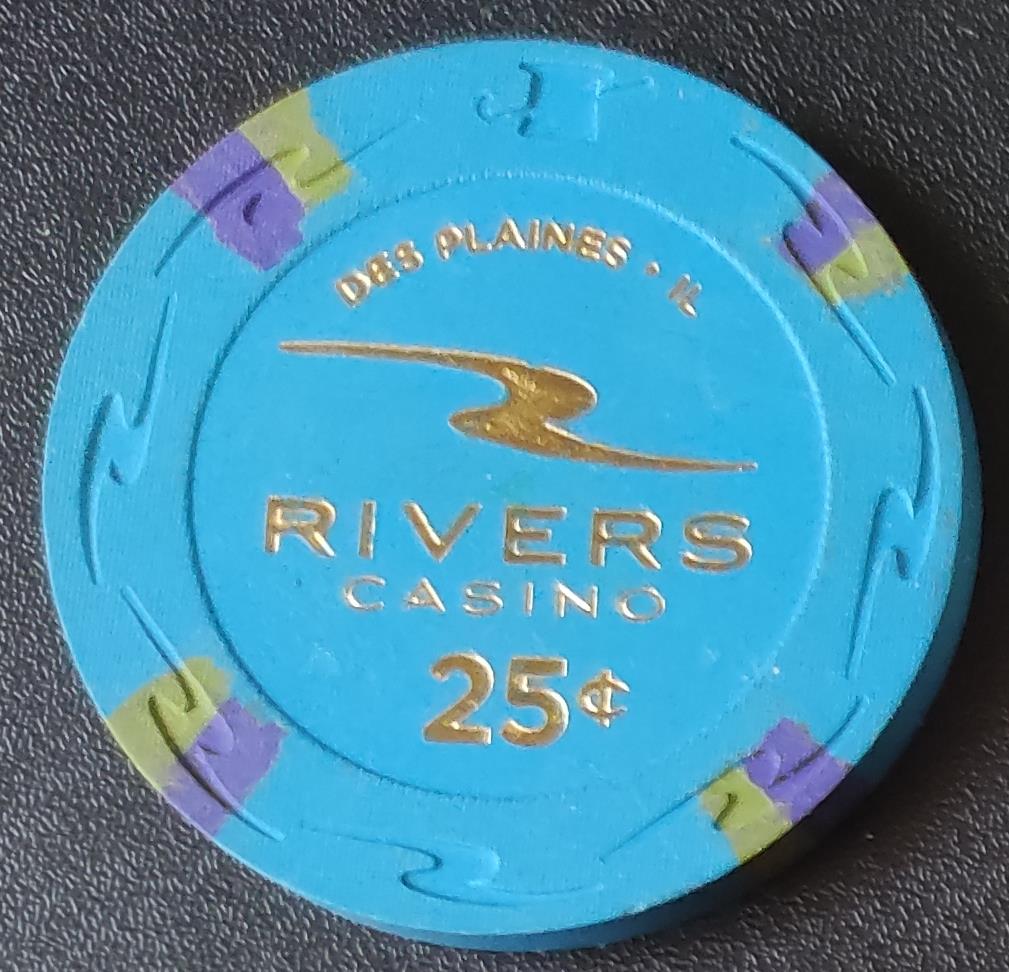 DES PLAINES • IL
RIVERS
CASINO
25¢